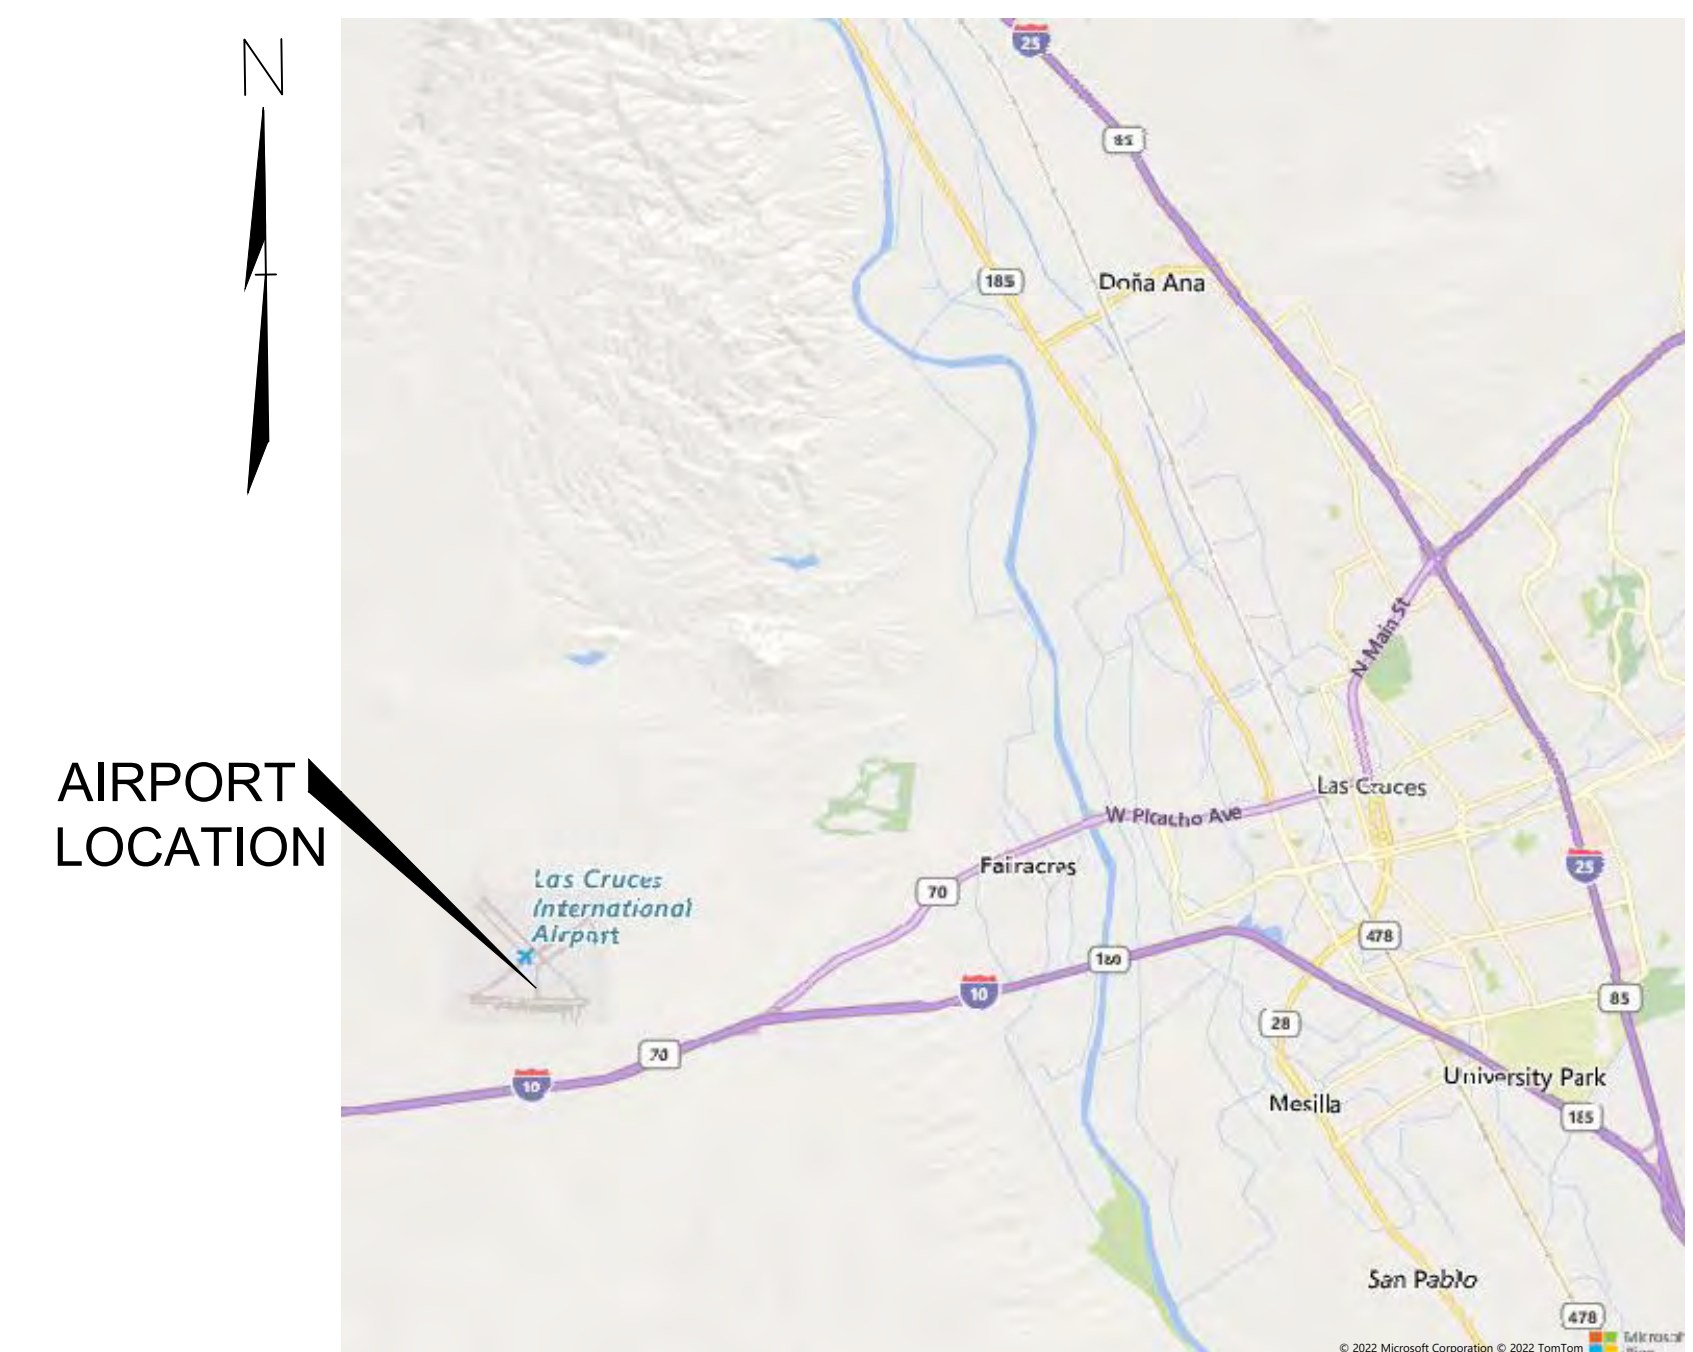 N
25
85
185
Doña Ana
N Main St
AIRPORT
LOCATION
Las Cruces
W Picacho Ave
Fairacres
25
Las Cruces
International
Airport
70
478
180
10
85
28
70
10
University Park
Mesilla
185
San Pablo
478
© 2022 Microsoft Corporation © 2022 TomTom
Microsoft